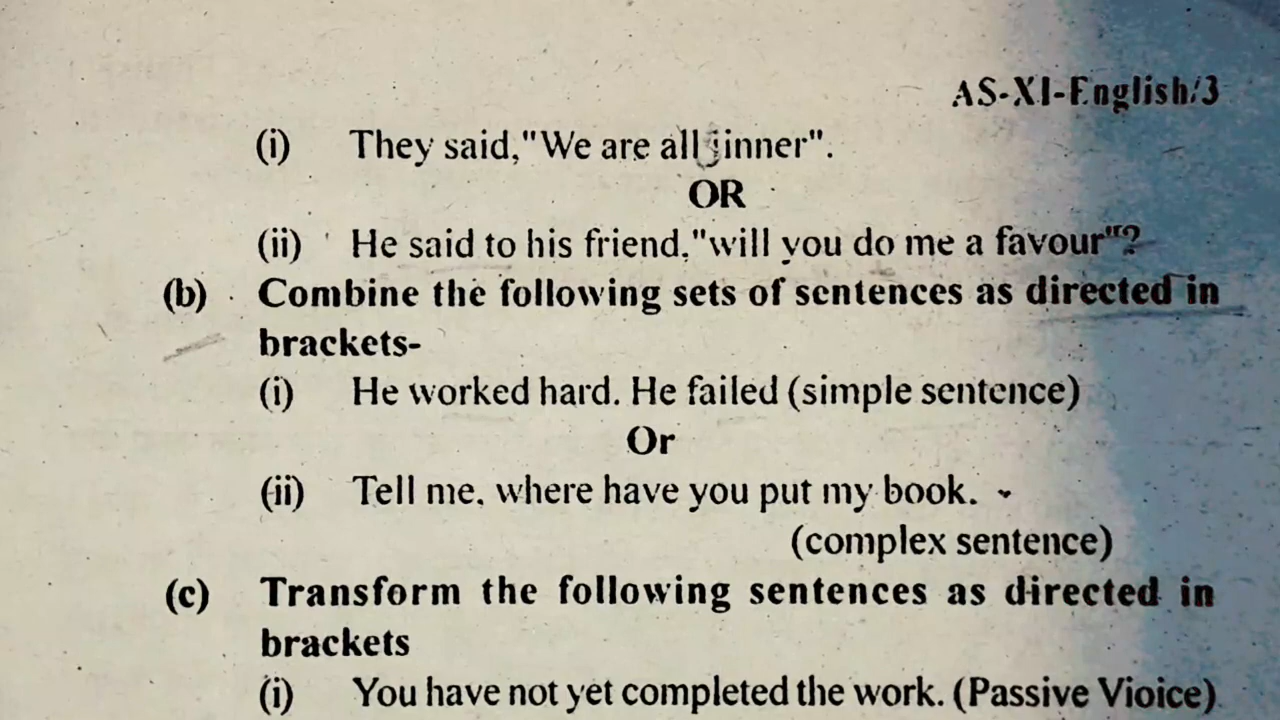 AS-XI-English/3
(i) They said,"We are all jinner".
OR
(ii) He said to his friend,"will you do me a favour"?
(b) Combine the following sets of sentences as directed in
brackets-
(i) He worked hard. He failed (simple sentence)
Or
(ii) Tell me, where have you put my book.
(complex sentence)
(c) Transform the following sentences as directed in
brackets
(i) You have not yet completed the work. (Passive Vioice)